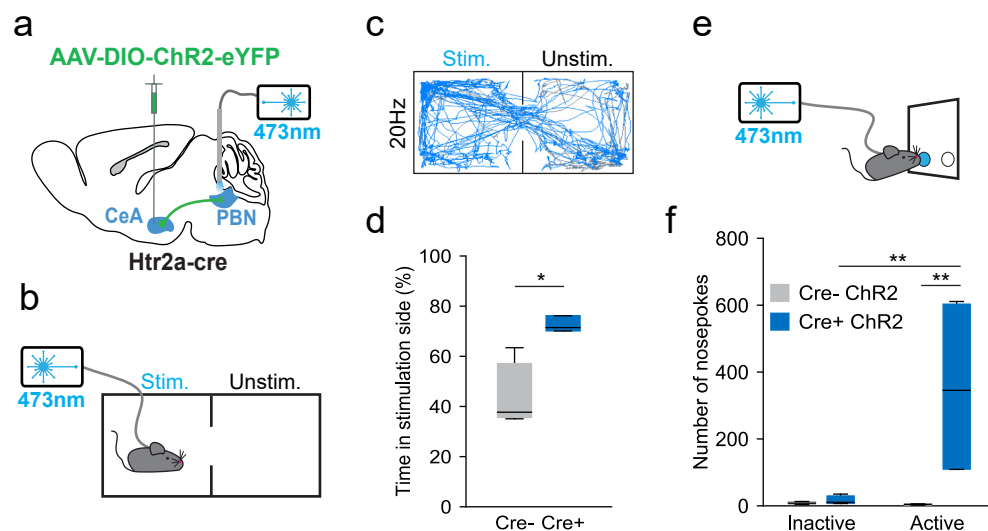 a
AAV-DIO-ChR2-eYFP
473nm
CeA
PBN
Htr2a-cre
b
473nm
Stim.
Unstim.
c
Stim.
Unstim.
20Hz
d
Time in stimulation side (%)
100
80
60
40
20
0
*
Cre- Cre+
e
473nm
f
Number of nosepokes
800
600
400
200
0
**
**
Cre- ChR2
Cre+ ChR2
Inactive
Active